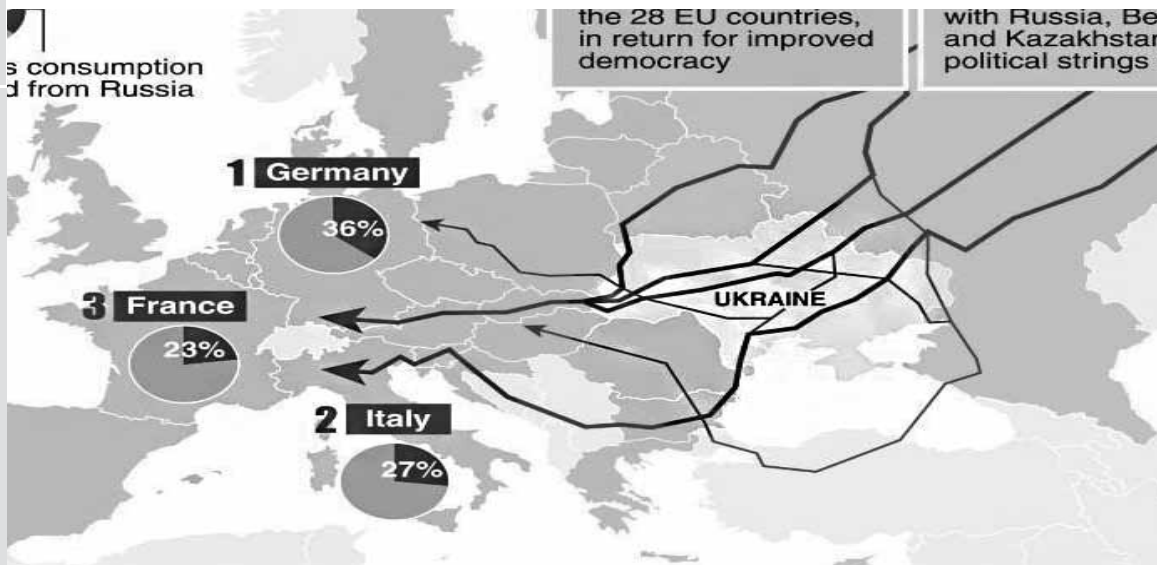 the 28 EU countries,
in return for improved
democracy
with Russia, Be
and Kazakhstan
political strings
s consumption
d from Russia
1 Germany
36%
3 France
23%
UKRAINE
2 Italy
27%